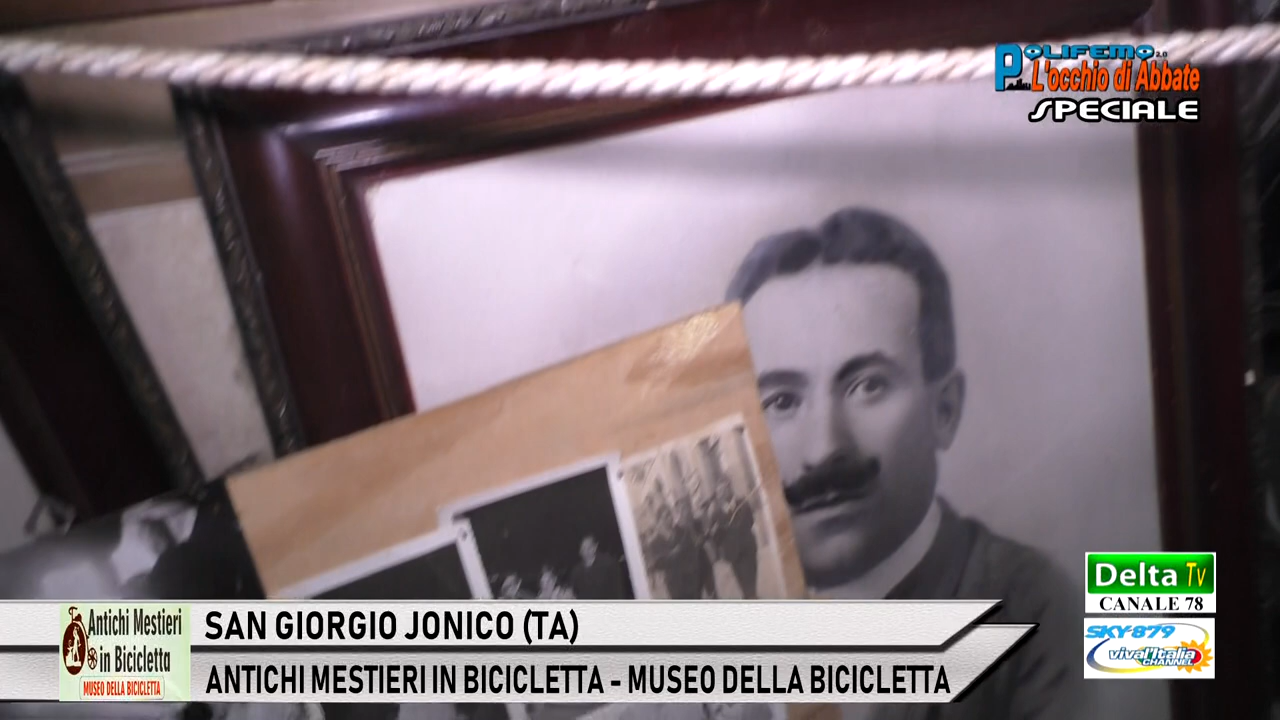 POLIFEMO 2.0
L'occhio di Abbate
SPECIALE
Delta Tv
CANALE 78
SKY-879
viva l'Italia
CHANNEL
Antichi Mestieri
in Bicicletta
MUSEO DELLA BICICLETTA
SAN GIORGIO JONICO (TA)
ANTICHI MESTIERI IN BICICLETTA – MUSEO DELLA BICICLETTA